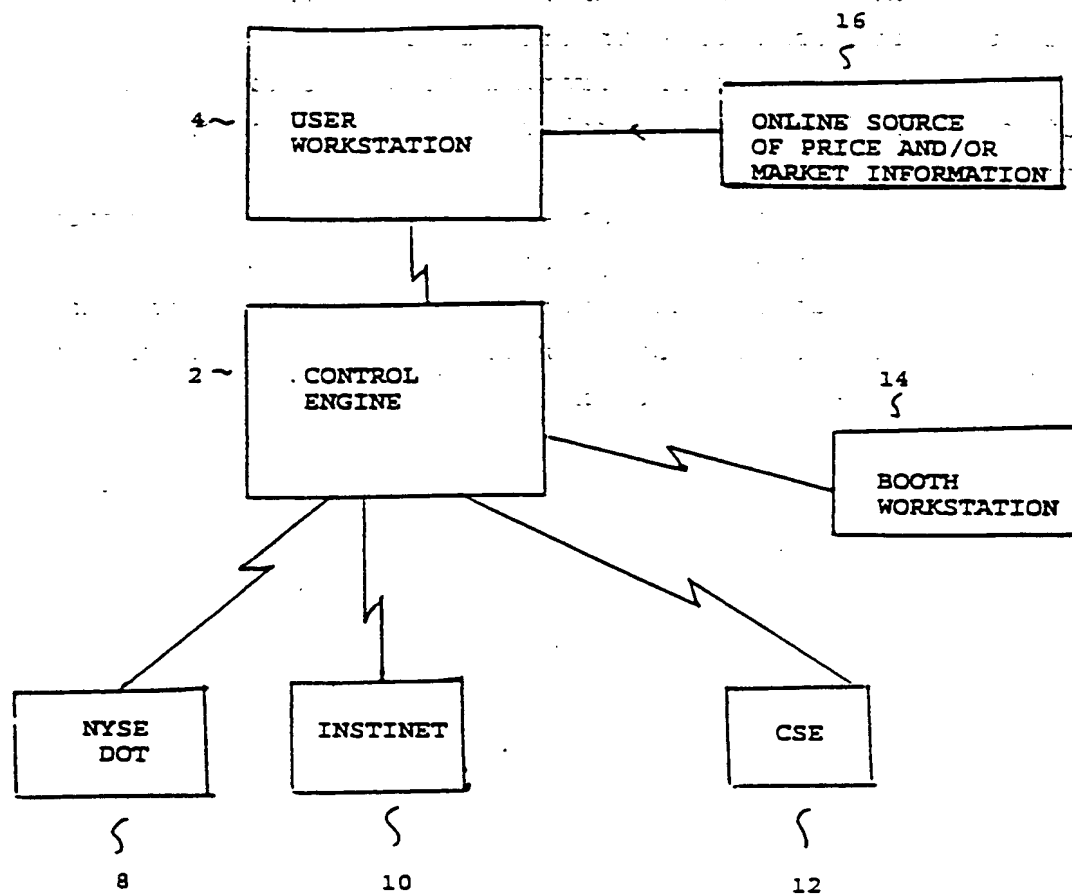 16
4~
USER
WORKSTATION
ONLINE SOURCE
OF PRICE AND/OR
MARKET INFORMATION
2~
CONTROL
ENGINE
14
BOOTH
WORKSTATION
NYSE
DOT
INSTINET
CSE
8
10
12